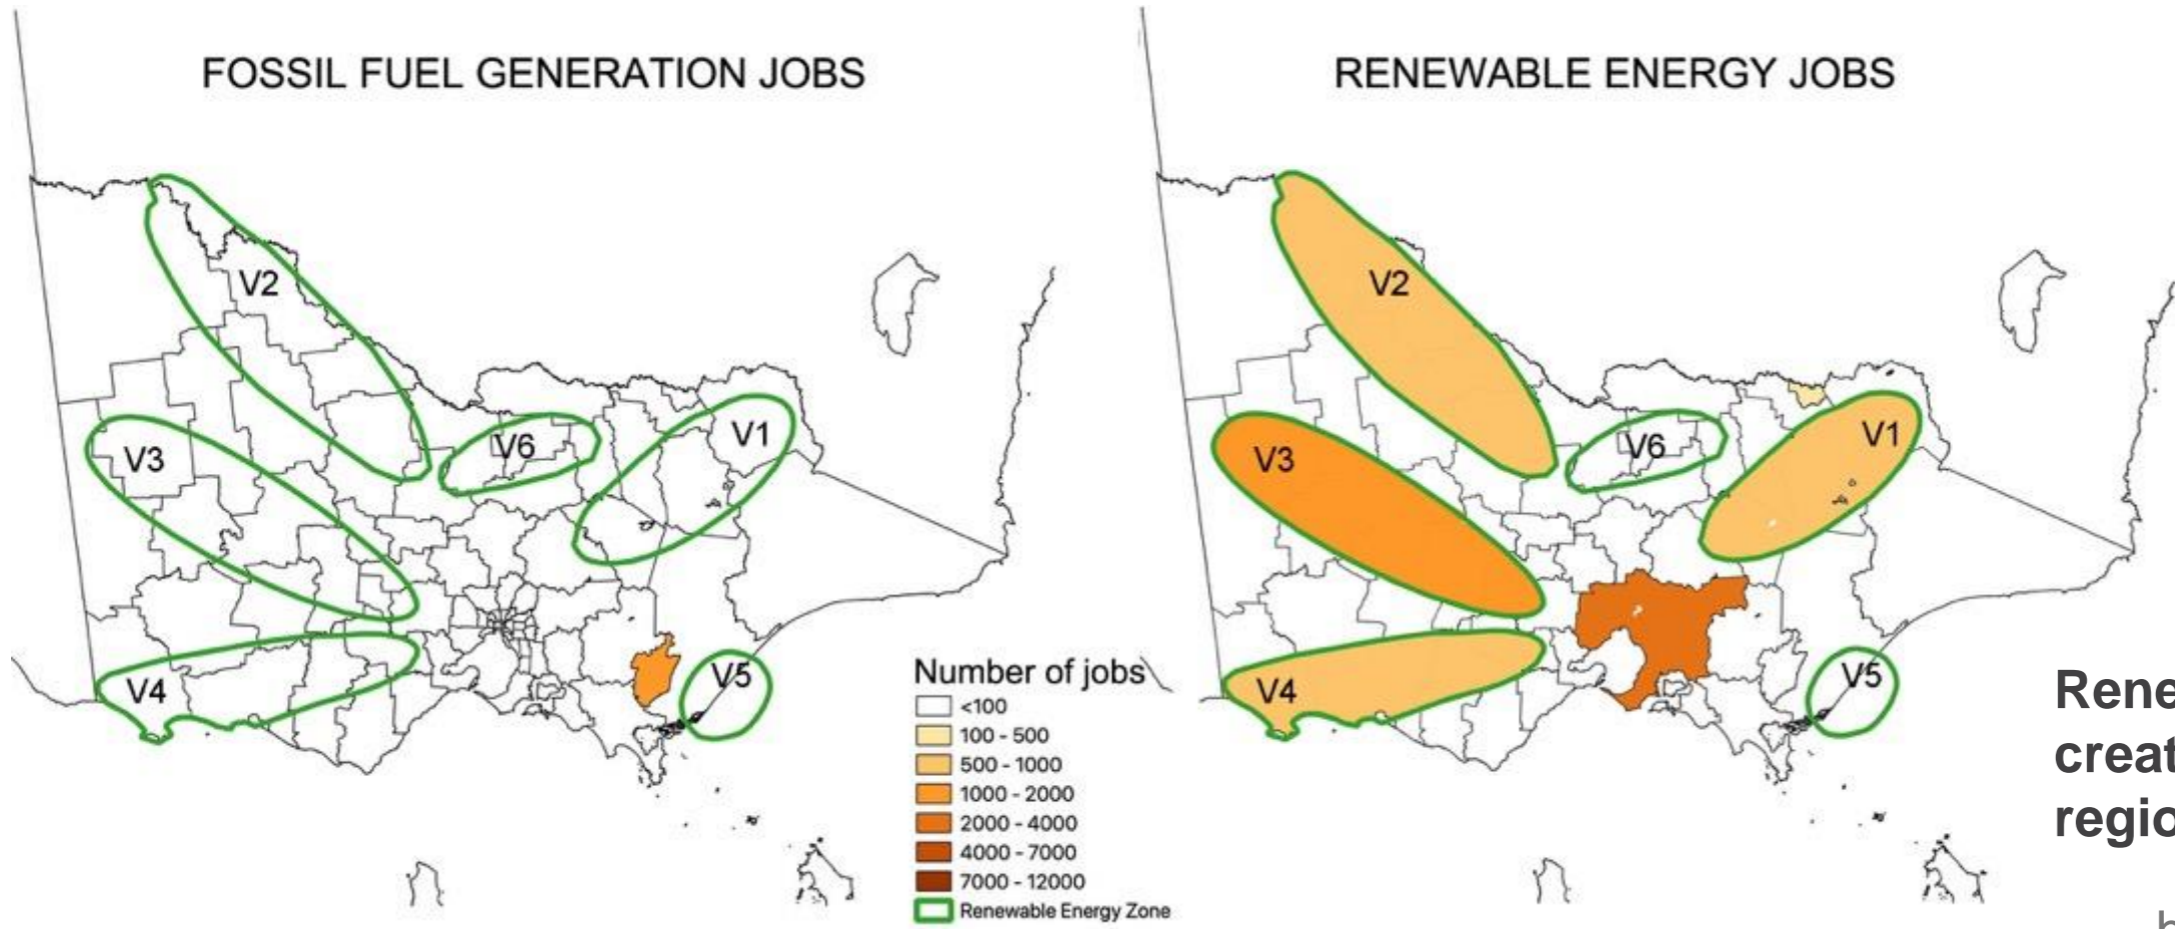 FOSSIL FUEL GENERATION JOBS
V2
V3
V6
V1
V4
V5
Number of jobs
<100
100 - 500
500 - 1000
1000 - 2000
2000 - 4000
4000 - 7000
7000 - 12000
Renewable Energy Zone
RENEWABLE ENERGY JOBS
V2
V3
V6
V1
V4
V5